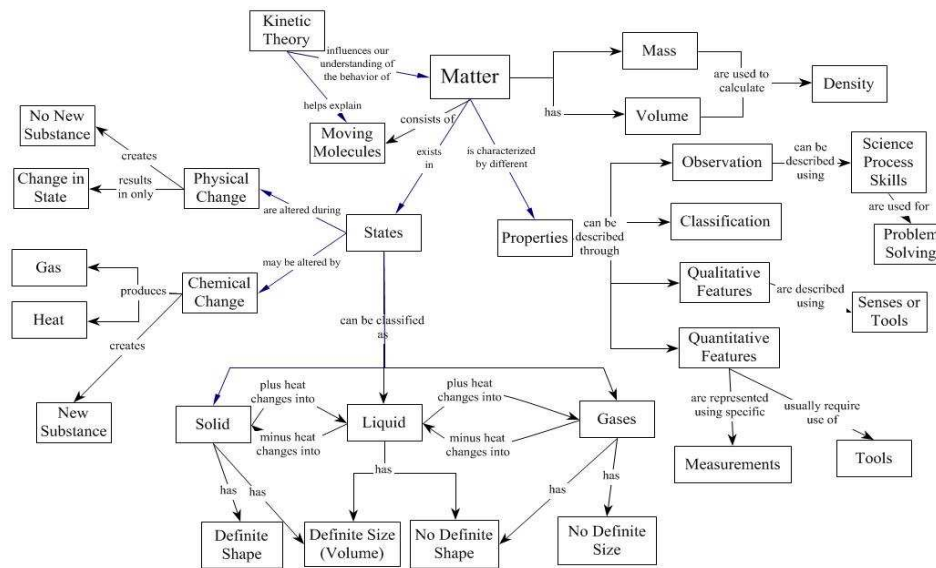 Kinetic
Theory
influences our
understanding of
the behavior of
Matter
Mass
are used to
calculate
Density
has
Volume
helps explain
consists of
Moving
Molecules
No New
Substance
creates
Change in
State
results
in only
Physical
Change
exists
in
is characterized
by different
Observation
can be
described
using
Science
Process
Skills
are used for
Problem
Solving
are altered during
States
Properties
can be
described
through
Classification
may be altered by
Gas
produces
Chemical
Change
Heat
creates
New
Substance
Qualitative
Features
are described
using
Senses or
Tools
can be classified
as
Quantitative
Features
are represented
using specific
usually require
use of
Measurements
Tools
plus heat
changes into
plus heat
changes into
Solid
Liquid
Gases
minus heat
changes into
minus heat
changes into
has
has
has
has
has
Definite
Shape
Definite Size
(Volume)
No Definite
Shape
No Definite
Size